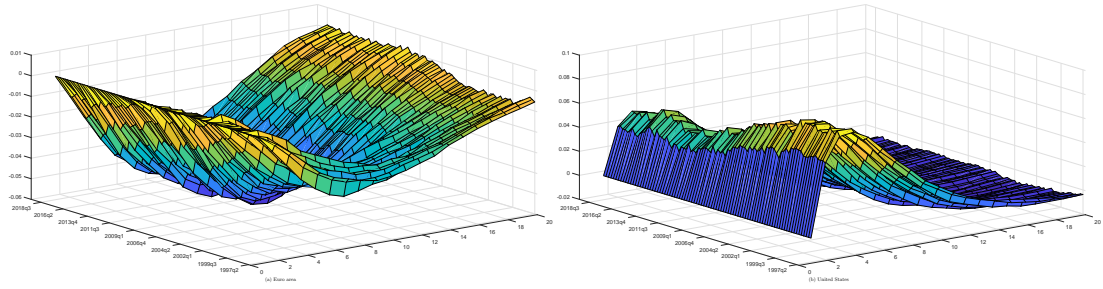 0.01
0
-0.01
-0.02
-0.03
-0.04
-0.05
-0.06
2018q3
2016q2
2013q4
2011q3
2009q1
2006q4
2004q2
2002q1
1999q3
1997q2
0
2
4
6
8
10
12
14
16
18
20
(a) Euro area
0.1
0.08
0.06
0.04
0.02
0
-0.02
2018q3
2016q2
2013q4
2011q3
2009q1
2006q4
2004q2
2002q1
1999q3
1997q2
0
2
4
6
8
10
12
14
16
18
20
(b) United States